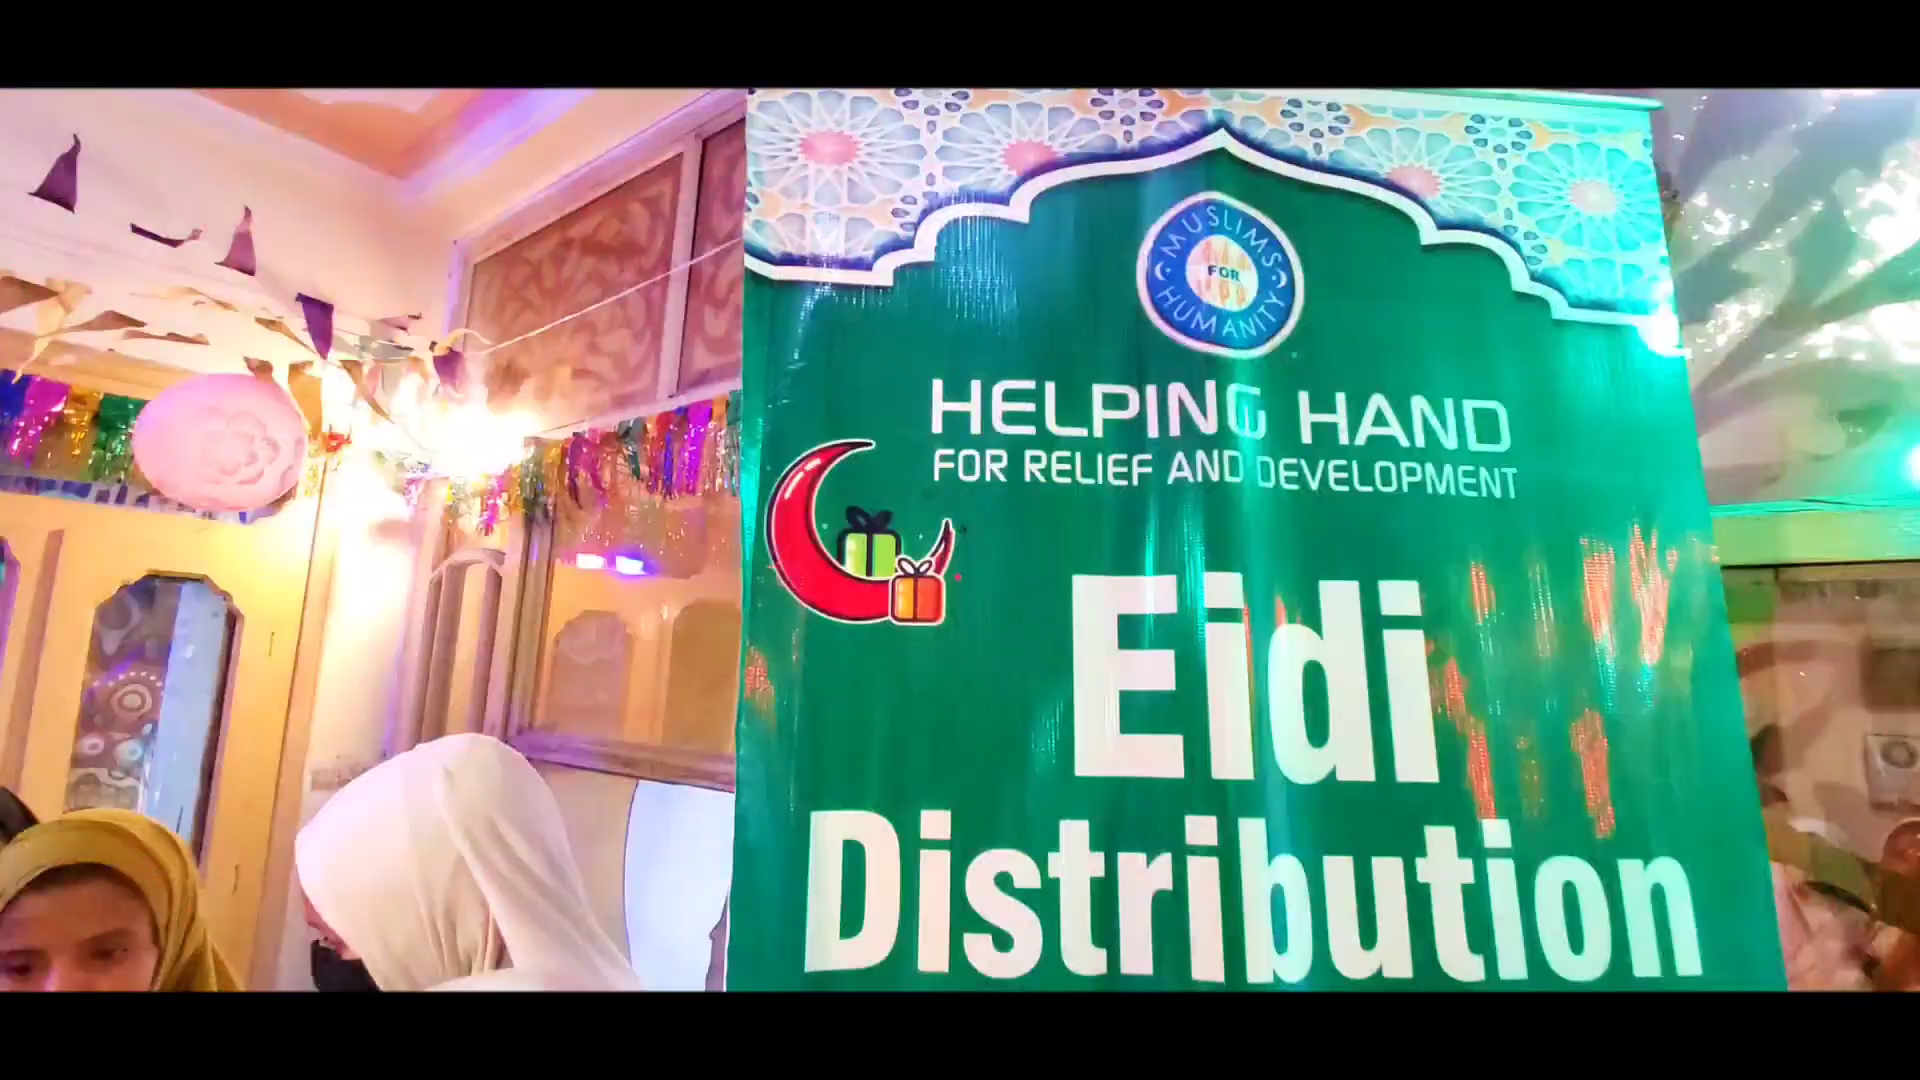 MUSLIMS
FOR
HUMANITY
HELPING HAND
FOR RELIEF AND DEVELOPMENT
Eidi
Distribution